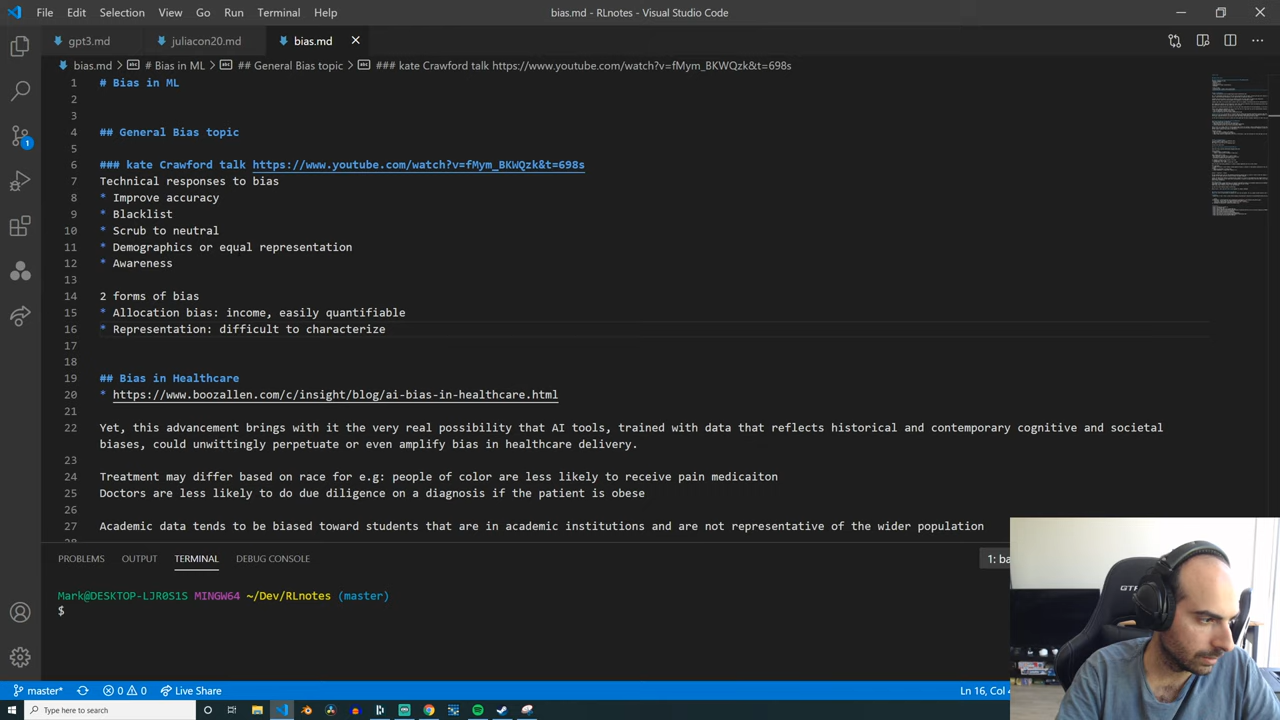 File Edit Selection View Go Run Terminal Help bias.md - RLnotes - Visual Studio Code
gpt3.md juliacon20.md bias.md
bias.md > # Bias in ML > ## General Bias topic > ### kate Crawford talk https://www.youtube.com/watch?v=fMym_BKWQzk&t=698s
1 # Bias in ML
2
3
4 ## General Bias topic
5
6 ### kate Crawford talk https://www.youtube.com/watch?v=fMym_BKWQzk&t=698s
7 Technical responses to bias
8 * Improve accuracy
9 * Blacklist
10 * Scrub to neutral
11 * Demographics or equal representation
12 * Awareness
13
14 2 forms of bias
15 * Allocation bias: income, easily quantifiable
16 * Representation: difficult to characterize
17
18
19 ## Bias in Healthcare
20 * https://www.boozallen.com/c/insight/blog/ai-bias-in-healthcare.html
21
22 Yet, this advancement brings with it the very real possibility that AI tools, trained with data that reflects historical and contemporary cognitive and societal
biases, could unwittingly perpetuate or even amplify bias in healthcare delivery.
23
24 Treatment may differ based on race for e.g: people of color are less likely to receive pain medicaiton
25 Doctors are less likely to do due diligence on a diagnosis if the patient is obese
26
27 Academic data tends to be biased toward students that are in academic institutions and are not representative of the wider population
28
1
PROBLEMS OUTPUT TERMINAL DEBUG CONSOLE 1: ba
Mark@DESKTOP-LJR0S1S MINGW64 ~/Dev/RLnotes (master)
$
master* 0 0 Live Share Ln 16, Col
Type here to search